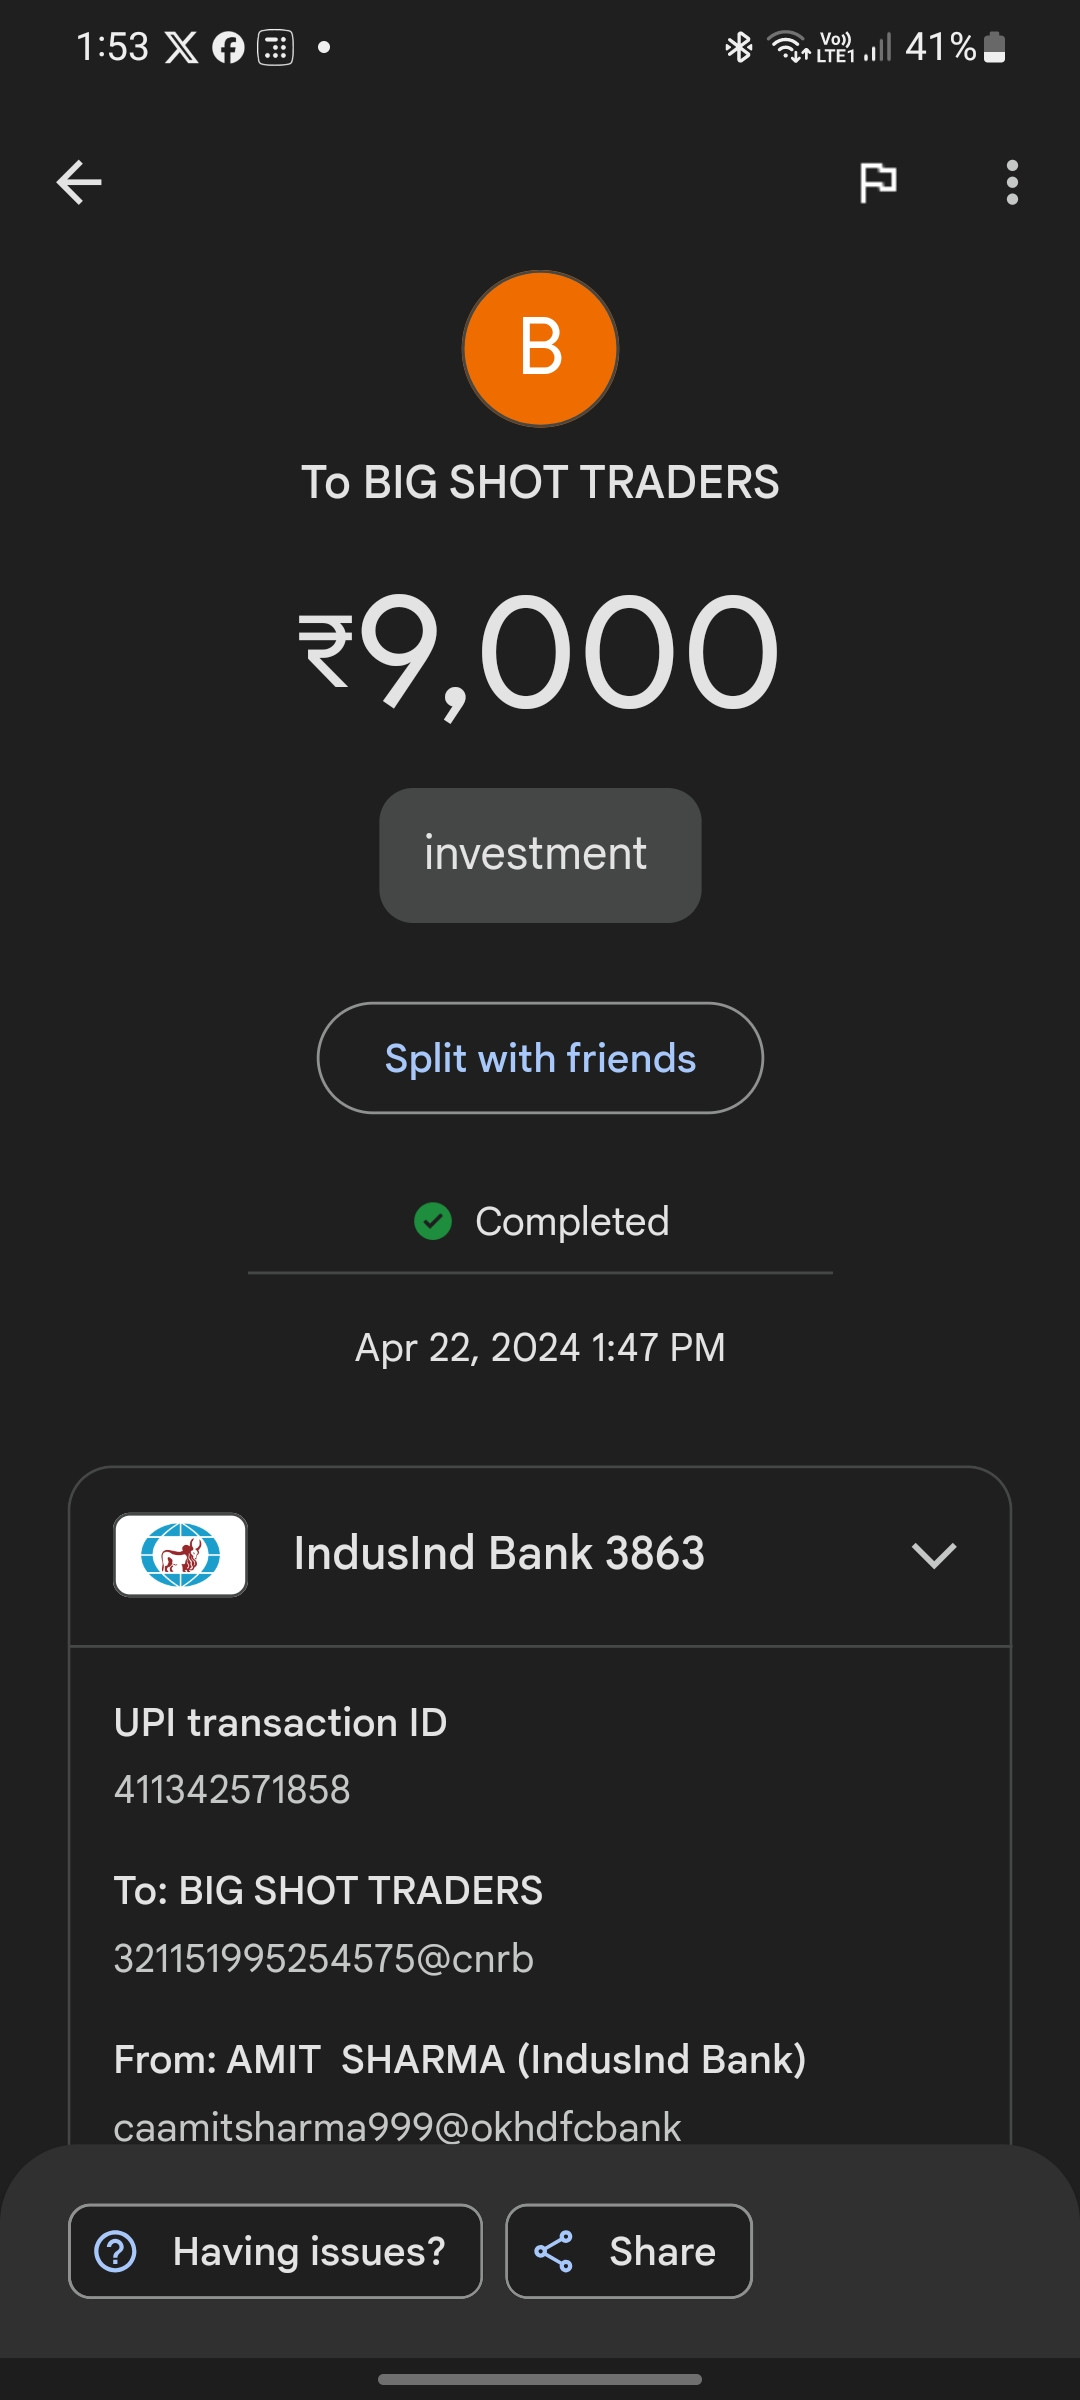 1:53
Vo)) LTE1 41%
B
To BIG SHOT TRADERS
₹9,000
investment
Split with friends
Completed
Apr 22, 2024 1:47 PM
IndusInd Bank 3863
UPI transaction ID
411342571858
To: BIG SHOT TRADERS
321151995254575@cnrb
From: AMIT  SHARMA (IndusInd Bank)
caamitsharma999@okhdfcbank
Having issues?
Share